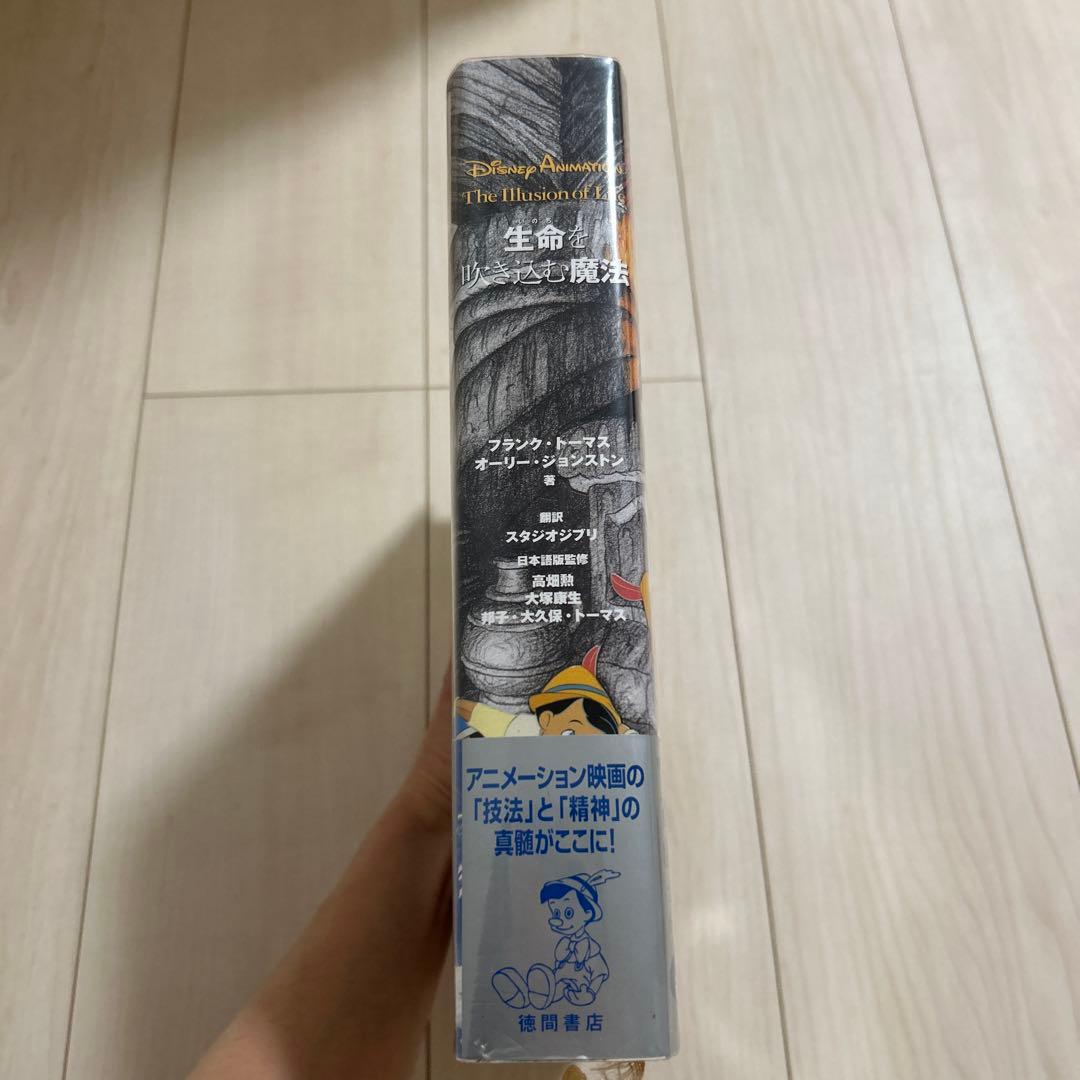 DISNEY ANIMATION
The Illusion of Life
いのち
生命を
吹き込む魔法
フランク・トーマス
オーリー・ジョンストン
著
翻訳
スタジオジブリ
日本語版監修
高畑勲
大塚康生
邦子・大久保・トーマス
アニメーション映画の
「技法」と「精神」の
真髄がここに!
徳間書店